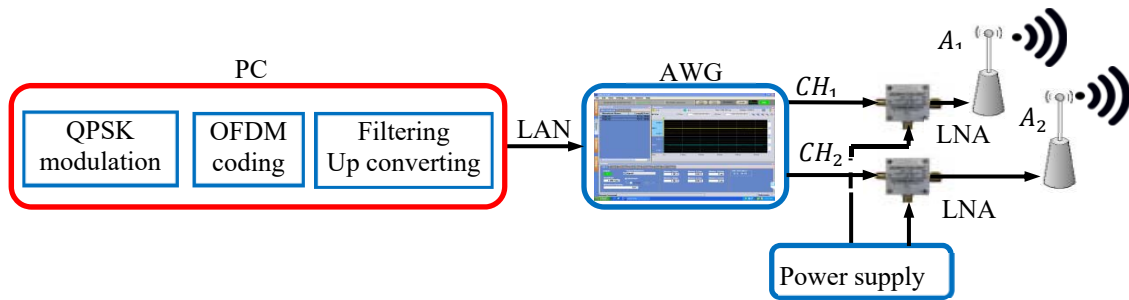 PC
QPSK
modulation
OFDM
coding
Filtering
Up converting
LAN
AWG
CH₁
CH₂
LNA
LNA
A₁
A₂
Power supply